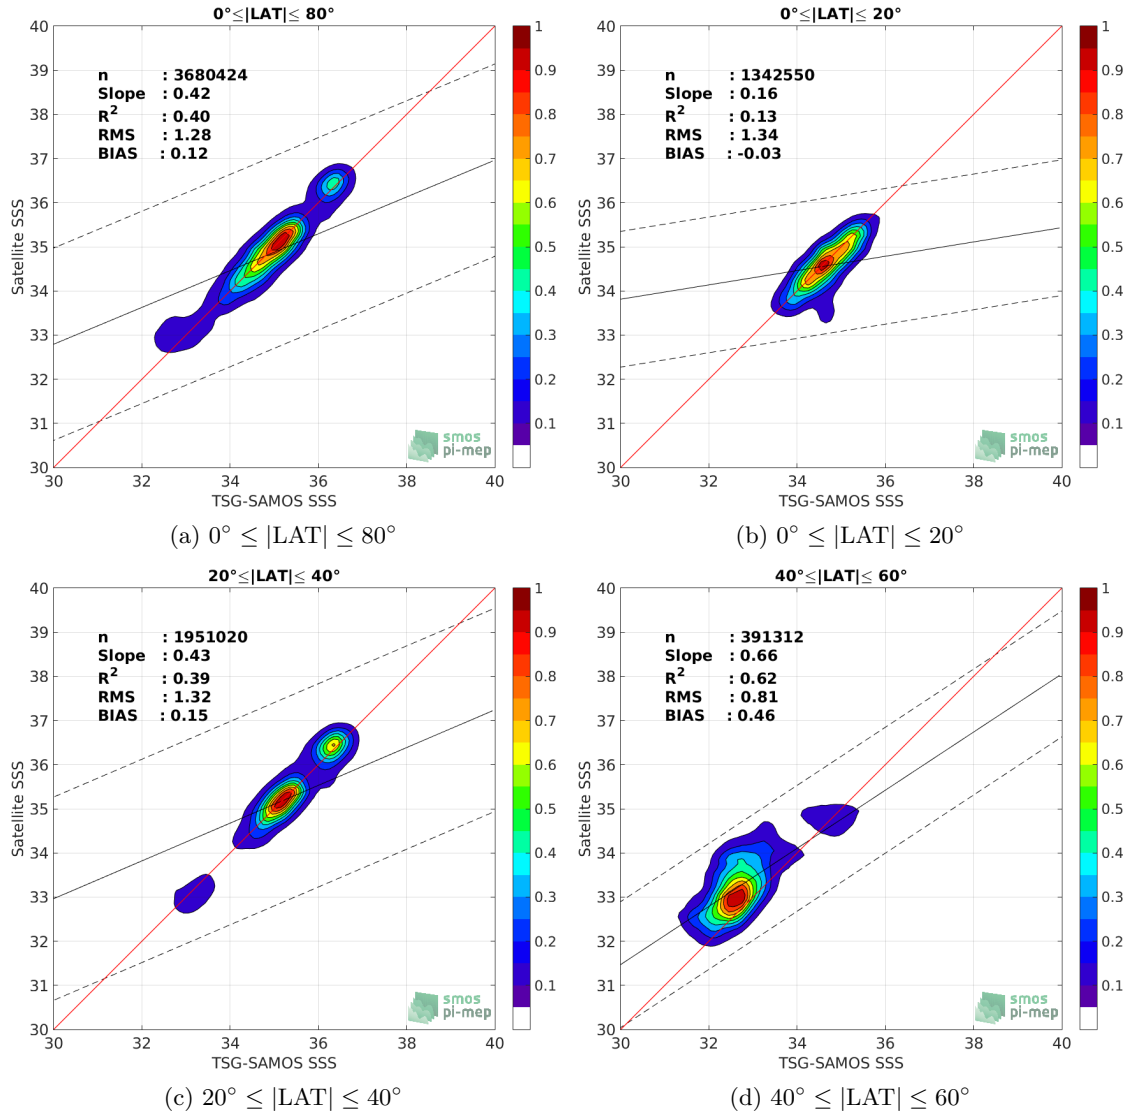 0°≤|LAT|≤ 80°
n : 3680424
Slope : 0.42
R² : 0.40
RMS : 1.28
BIAS : 0.12
40
39
38
37
36
35
34
33
32
31
30
30 32 34 36 38 40
Satellite SSS
TSG-SAMOS SSS
1
0.9
0.8
0.7
0.6
0.5
0.4
0.3
0.2
0.1
smos
pi-mep
(a) 0° ≤ |LAT| ≤ 80°
0°≤|LAT|≤ 20°
n : 1342550
Slope : 0.16
R² : 0.13
RMS : 1.34
BIAS : -0.03
40
39
38
37
36
35
34
33
32
31
30
30 32 34 36 38 40
Satellite SSS
TSG-SAMOS SSS
1
0.9
0.8
0.7
0.6
0.5
0.4
0.3
0.2
0.1
smos
pi-mep
(b) 0° ≤ |LAT| ≤ 20°
20°≤|LAT|≤ 40°
n : 1951020
Slope : 0.43
R² : 0.39
RMS : 1.32
BIAS : 0.15
40
39
38
37
36
35
34
33
32
31
30
30 32 34 36 38 40
Satellite SSS
TSG-SAMOS SSS
1
0.9
0.8
0.7
0.6
0.5
0.4
0.3
0.2
0.1
smos
pi-mep
(c) 20° ≤ |LAT| ≤ 40°
40°≤|LAT|≤ 60°
n : 391312
Slope : 0.66
R² : 0.62
RMS : 0.81
BIAS : 0.46
40
39
38
37
36
35
34
33
32
31
30
30 32 34 36 38 40
Satellite SSS
TSG-SAMOS SSS
1
0.9
0.8
0.7
0.6
0.5
0.4
0.3
0.2
0.1
smos
pi-mep
(d) 40° ≤ |LAT| ≤ 60°